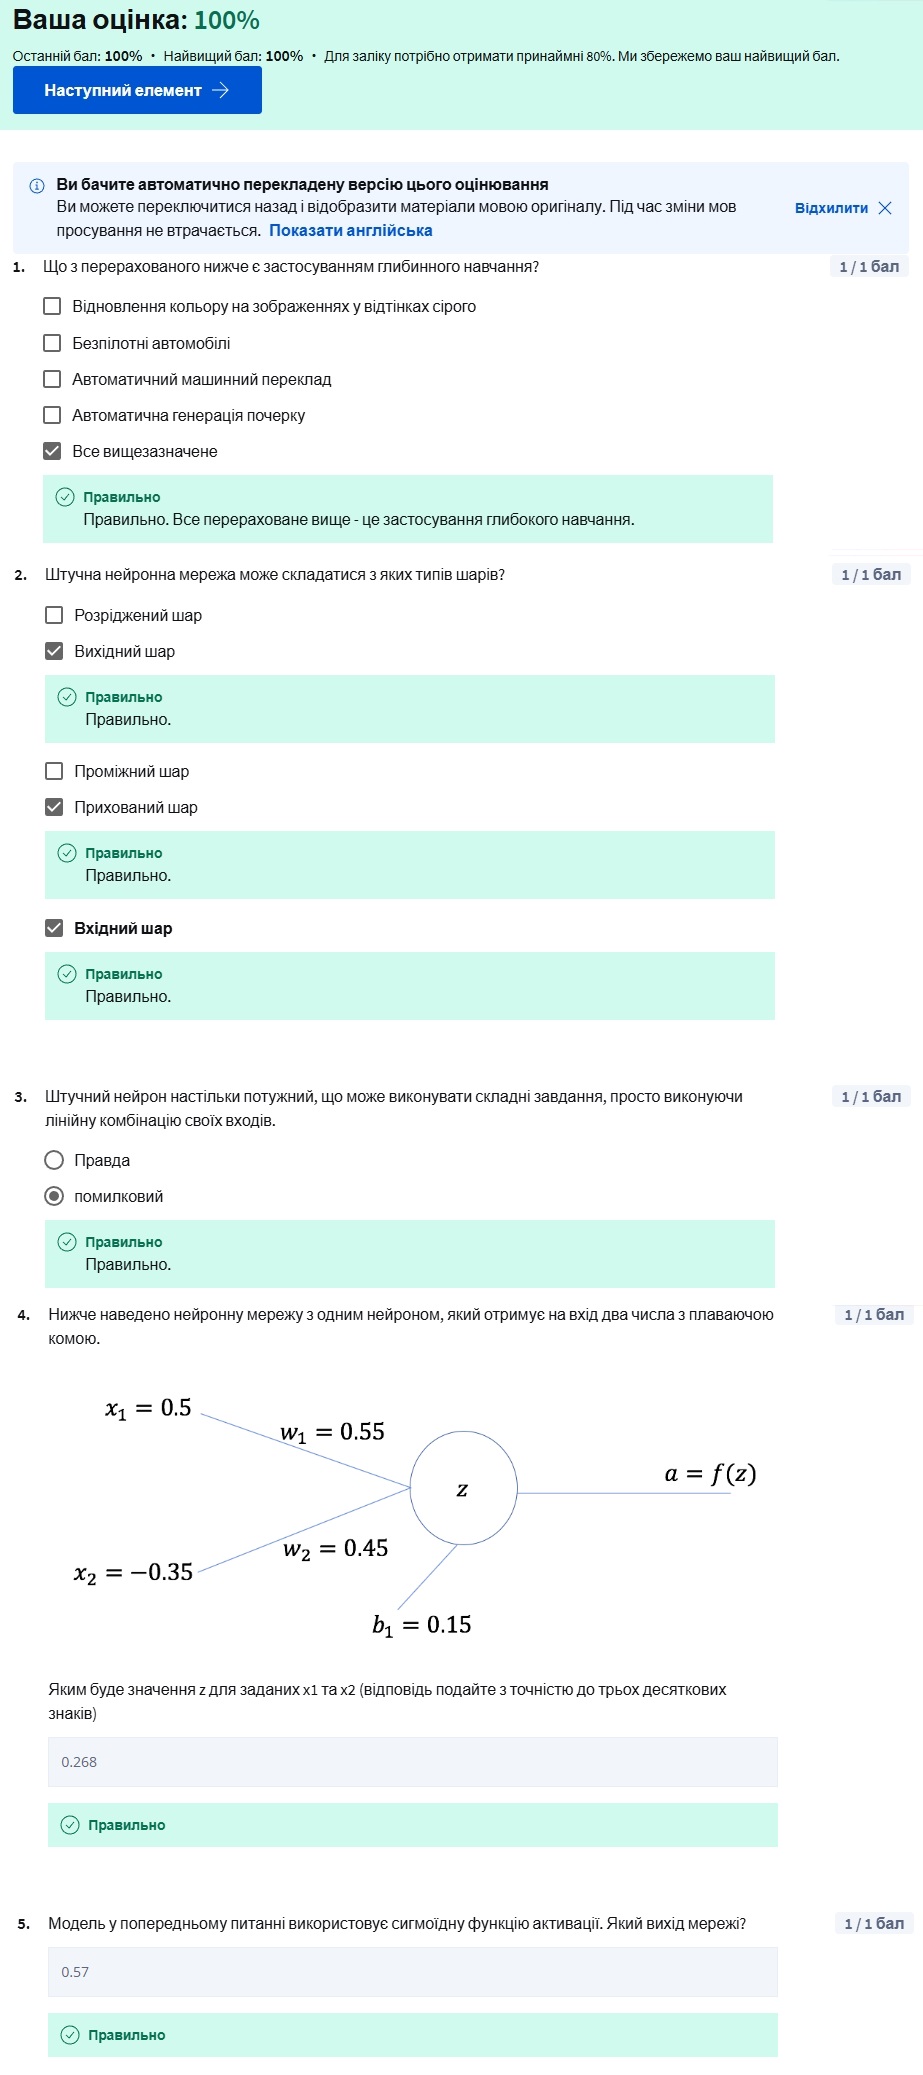 Ваша оцінка: 100%
Останній бал: 100% • Найвищий бал: 100% • Для заліку потрібно отримати принаймні 80%. Ми збережемо ваш найвищий бал.
Наступний елемент →
Ви бачите автоматично перекладену версію цього оцінювання
Ви можете переключитися назад і відобразити матеріали мовою оригіналу. Під час зміни мов
просування не втрачається. Показати англійська
Відхилити
1. Що з перерахованого нижче є застосуванням глибинного навчання?
1 / 1 бал
Відновлення кольору на зображеннях у відтінках сірого
Безпілотні автомобілі
Автоматичний машинний переклад
Автоматична генерація почерку
Все вищезазначене
Правильно
Правильно. Все перераховане вище - це застосування глибокого навчання.
2. Штучна нейронна мережа може складатися з яких типів шарів?
1 / 1 бал
Розріджений шар
Вихідний шар
Правильно
Правильно.
Проміжний шар
Прихований шар
Правильно
Правильно.
Вхідний шар
Правильно
Правильно.
3. Штучний нейрон настільки потужний, що може виконувати складні завдання, просто виконуючи
лінійну комбінацію своїх входів.
1 / 1 бал
Правда
помилковий
Правильно
Правильно.
4. Нижче наведено нейронну мережу з одним нейроном, який отримує на вхід два числа з плаваючою
комою.
1 / 1 бал
x₁ = 0.5
w₁ = 0.55
a = f(z)
z
w₂ = 0.45
x₂ = −0.35
b₁ = 0.15
Яким буде значення z для заданих x1 та x2 (відповідь подайте з точністю до трьох десяткових
знаків)
0.268
Правильно
5. Модель у попередньому питанні використовує сигмоїдну функцію активації. Який вихід мережі?
1 / 1 бал
0.57
Правильно